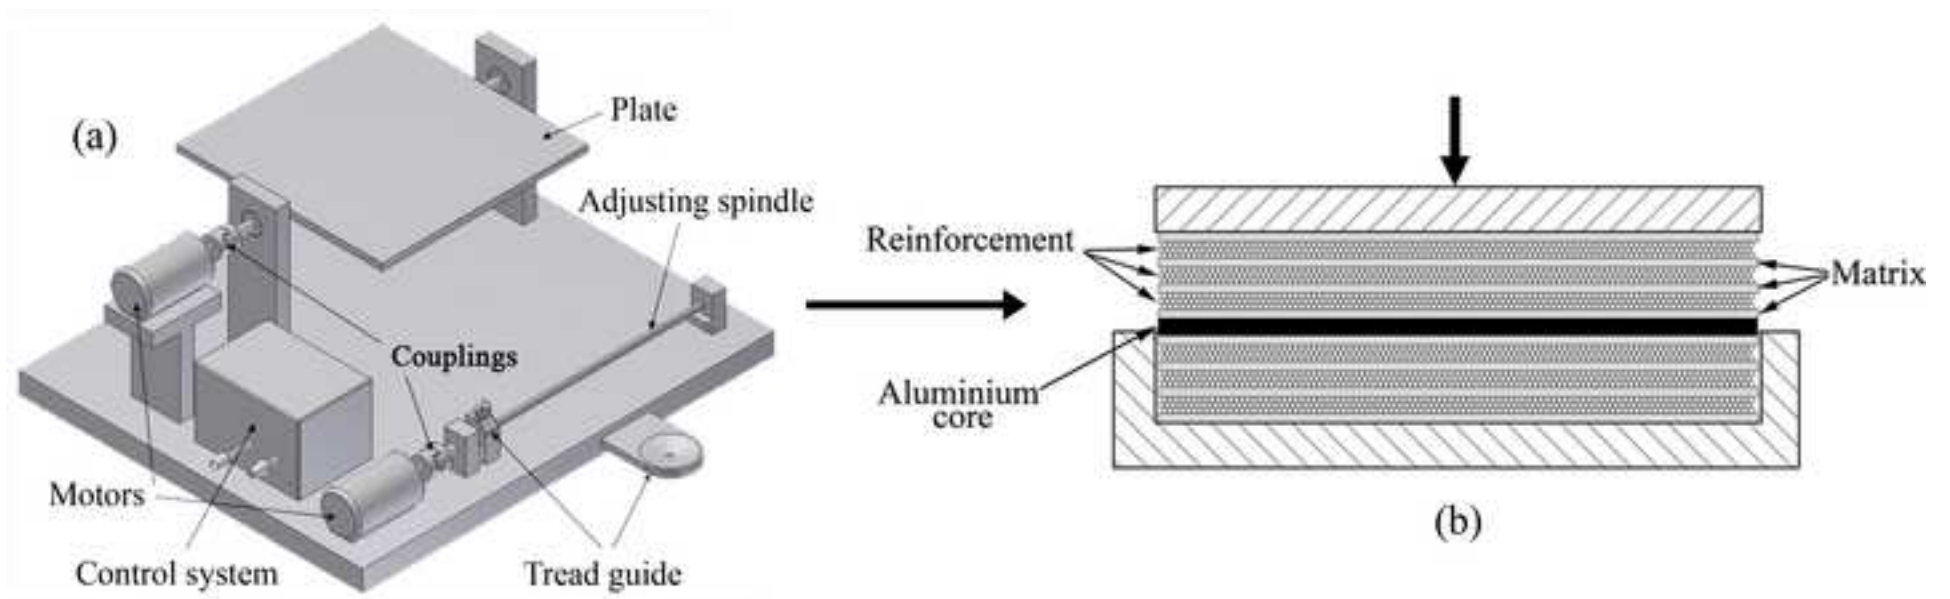 (a)
Plate
Adjusting spindle
Couplings
Motors
Control system
Tread guide
Reinforcement
Matrix
Aluminium
core
(b)